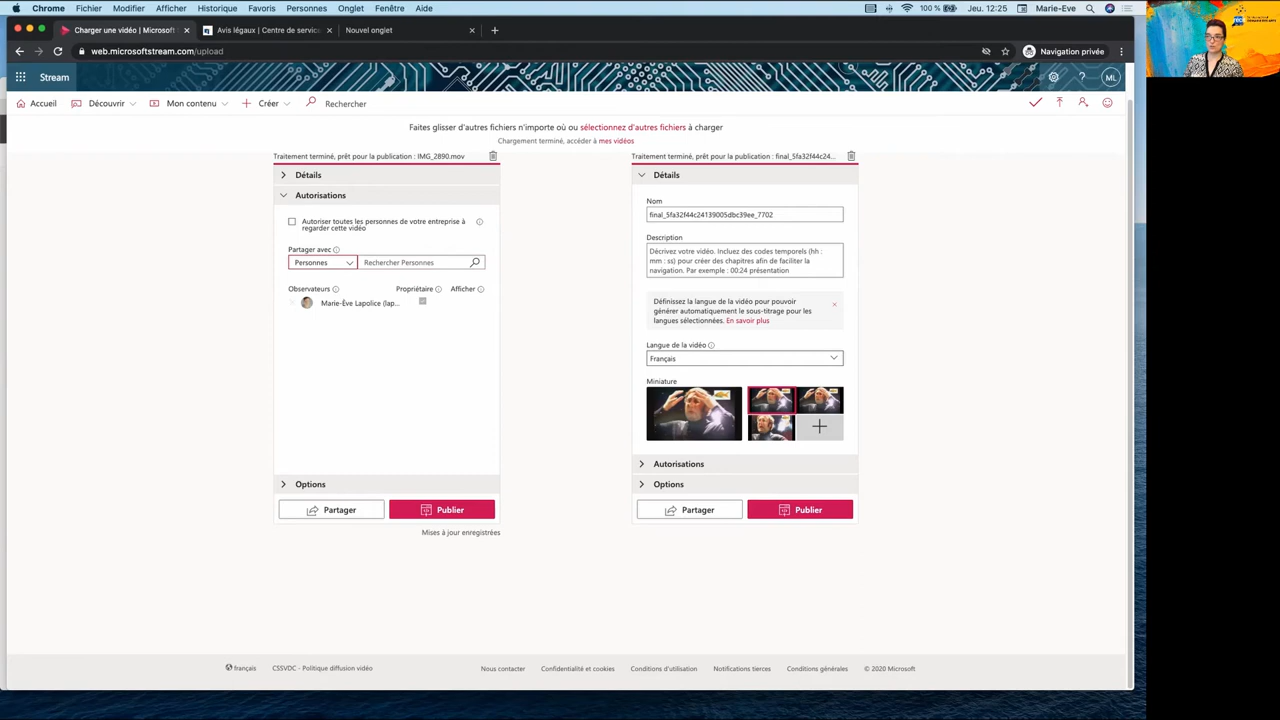 Chrome Fichier Modifier Afficher Historique Favoris Personnes Onglet Fenêtre Aide 100 % Jeu. 12:25 Marie-Eve
Charger une vidéo | Microsoft Avis légaux | Centre de service Nouvel onglet
web.microsoftstream.com/upload Navigation privée
Stream ML
Accueil Découvrir Mon contenu Créer Rechercher
Faites glisser d'autres fichiers n'importe où ou sélectionnez d'autres fichiers à charger
Chargement terminé, accéder à mes vidéos
Traitement terminé, prêt pour la publication : IMG_2890.mov
Détails
Autorisations
Autoriser toutes les personnes de votre entreprise à
regarder cette vidéo
Partager avec
Personnes Rechercher Personnes
Observateurs Propriétaire Afficher
Marie-Ève Lapolice (lap...
Options
Partager Publier
Mises à jour enregistrées
Traitement terminé, prêt pour la publication : final_5fa32f44c24...
Détails
Nom
final_5fa32f44c24139005dbc39ee_7702
Description
Décrivez votre vidéo. Incluez des codes temporels (hh :
mm : ss) pour créer des chapitres afin de faciliter la
navigation. Par exemple : 00:24 présentation
Définissez la langue de la vidéo pour pouvoir
générer automatiquement le sous-titrage pour les
langues sélectionnées. En savoir plus
Langue de la vidéo
Français
Miniature
Autorisations
Options
Partager Publier
français CSSVDC - Politique diffusion vidéo Nous contacter Confidentialité et cookies Conditions d'utilisation Notifications tierces Conditions générales © 2020 Microsoft